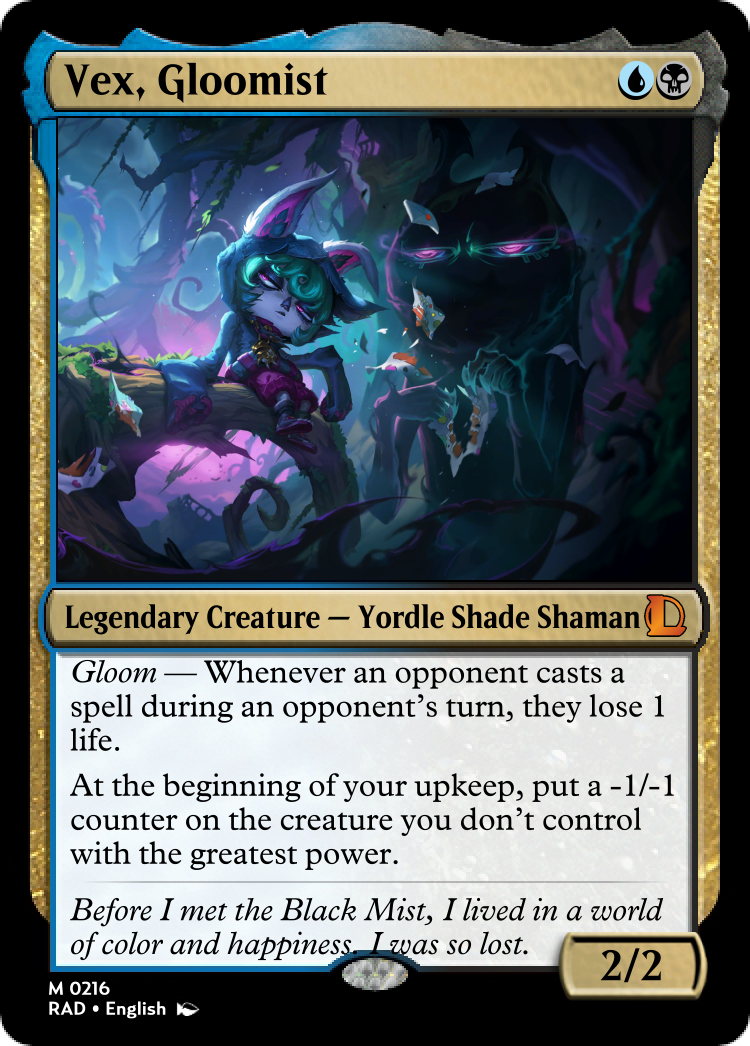 Vex, Gloomist
Legendary Creature — Yordle Shade Shaman
Gloom — Whenever an opponent casts a
spell during an opponent's turn, they lose 1
life.
At the beginning of your upkeep, put a -1/-1
counter on the creature you don't control
with the greatest power.
Before I met the Black Mist, I lived in a world
of color and happiness. I was so lost.
2/2
M 0216
RAD • English